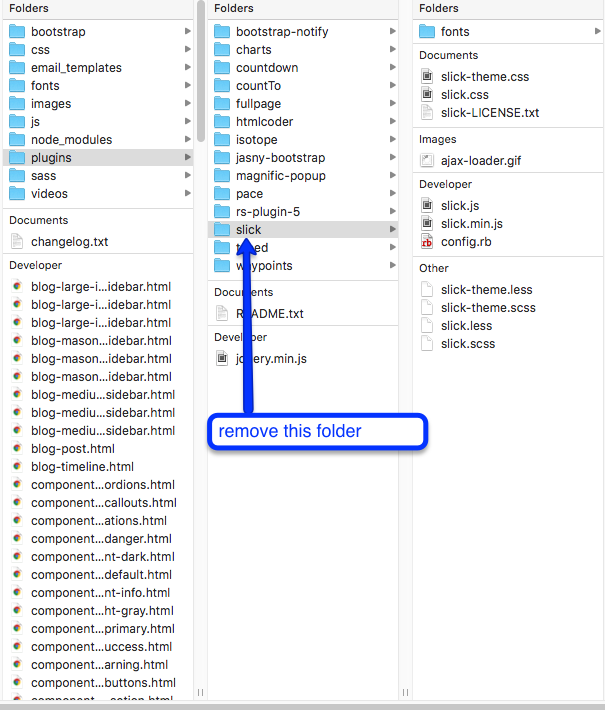 Folders
bootstrap
css
email_templates
fonts
images
js
node_modules
plugins
sass
videos
Documents
changelog.txt
Developer
blog-large-i...idebar.html
blog-large-i...idebar.html
blog-large-i...idebar.html
blog-mason...idebar.html
blog-mason...idebar.html
blog-mason...idebar.html
blog-mediu...sidebar.html
blog-mediu...sidebar.html
blog-mediu...sidebar.html
blog-post.html
blog-timeline.html
component...ordions.html
component...callouts.html
component...ations.html
component...danger.html
component...nt-dark.html
component...default.html
component...nt-info.html
component...ht-gray.html
component...primary.html
component...uccess.html
component...arning.html
component...buttons.html
Folders
bootstrap-notify
charts
countdown
countTo
fullpage
htmlcoder
isotope
jasny-bootstrap
magnific-popup
pace
rs-plugin-5
slick
waypoints
Documents
README.txt
Developer
jquery.min.js
remove this folder
Folders
fonts
Documents
slick-theme.css
slick.css
slick-LICENSE.txt
Images
ajax-loader.gif
Developer
slick.js
slick.min.js
config.rb
Other
slick-theme.less
slick-theme.scss
slick.less
slick.scss